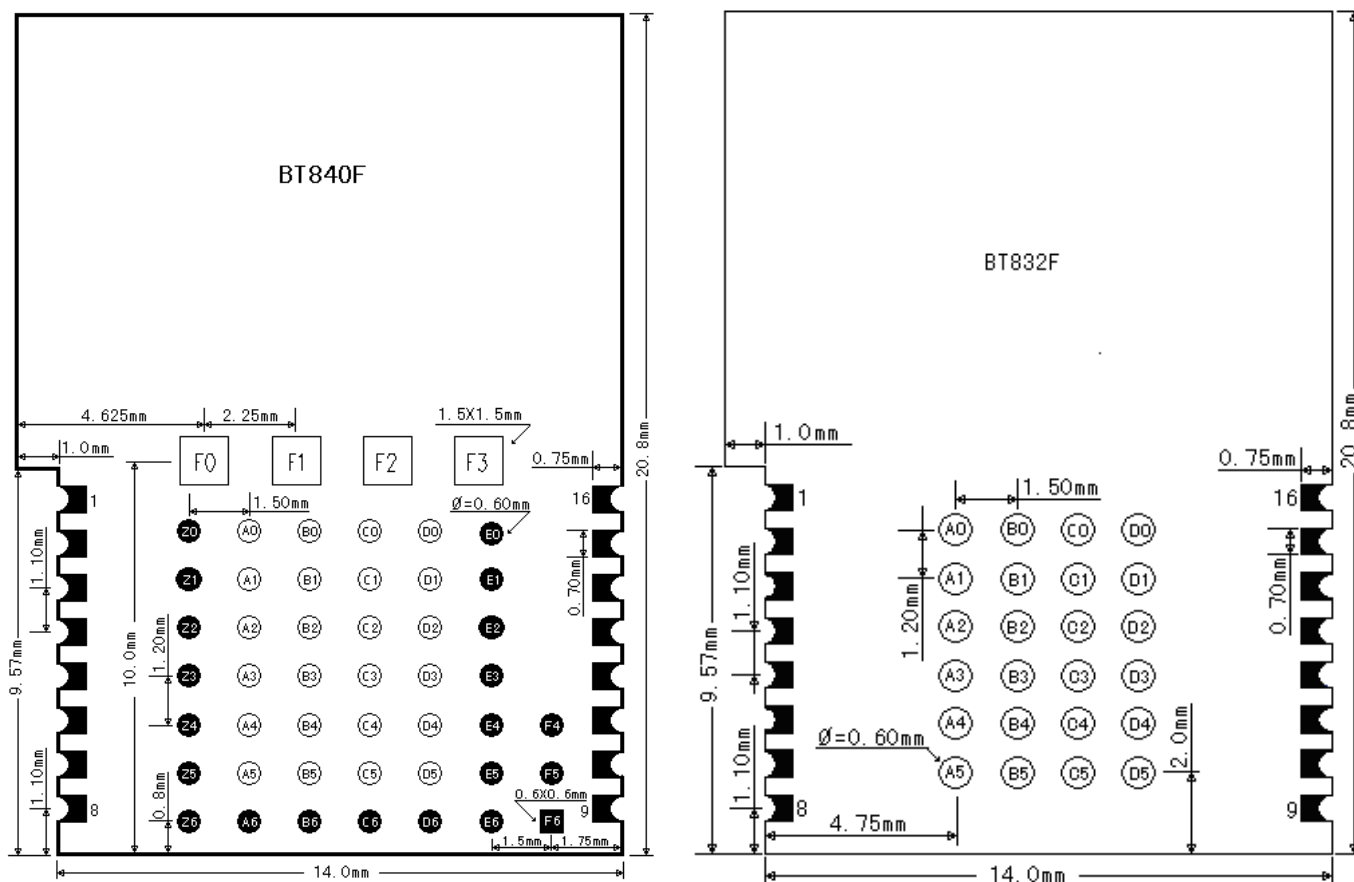 BT840F
4.625mm
2.25mm
1.5X1.5mm
1.0mm
F0 F1 F2 F3
0.75mm
20.8mm
1 16
1.50mm
Ø=0.60mm
Z0 A0 B0 C0 D0 E0
1.10mm
0.70mm
Z1 A1 B1 C1 D1 E1
Z2 A2 B2 C2 D2 E2
9.57mm
10.0mm
1.20mm
Z3 A3 B3 C3 D3 E3
Z4 A4 B4 C4 D4 E4 F4
Z5 A5 B5 C5 D5 E5 F5
1.10mm
0.8mm
0.6X0.6mm
8 9
Z6 A6 B6 C6 D6 E6 F6
1.5mm
1.75mm
14.0mm
BT832F
1.0mm
0.75mm
20.8mm
1 16
1.50mm
A0 B0 C0 D0
1.10mm
1.20mm
0.70mm
A1 B1 C1 D1
A2 B2 C2 D2
9.57mm
A3 B3 C3 D3
A4 B4 C4 D4
Ø=0.60mm
2.0mm
A5 B5 C5 D5
1.10mm
8 9
4.75mm
14.0mm